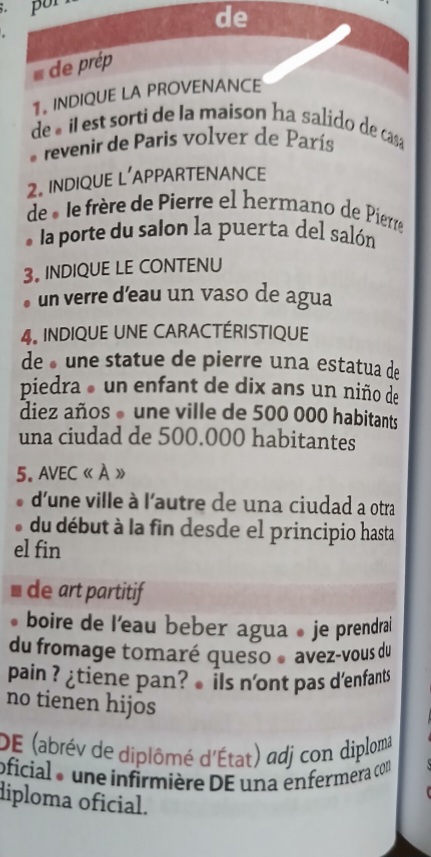 de
■ de prép
1. INDIQUE LA PROVENANCE
de • il est sorti de la maison ha salido de casa
• revenir de Paris volver de París
2. INDIQUE L'APPARTENANCE
de • le frère de Pierre el hermano de Pierre
• la porte du salon la puerta del salón
3. INDIQUE LE CONTENU
• un verre d'eau un vaso de agua
4. INDIQUE UNE CARACTÉRISTIQUE
de • une statue de pierre una estatua de
piedra • un enfant de dix ans un niño de
diez años • une ville de 500 000 habitants
una ciudad de 500.000 habitantes
5. AVEC « À »
• d'une ville à l'autre de una ciudad a otra
• du début à la fin desde el principio hasta
el fin
■ de art partitif
• boire de l'eau beber agua • je prendrai
du fromage tomaré queso • avez-vous du
pain ? ¿tiene pan? • ils n'ont pas d'enfants
no tienen hijos
DE (abrév de diplômé d'État) adj con diploma
oficial • une infirmière DE una enfermera con
diploma oficial.